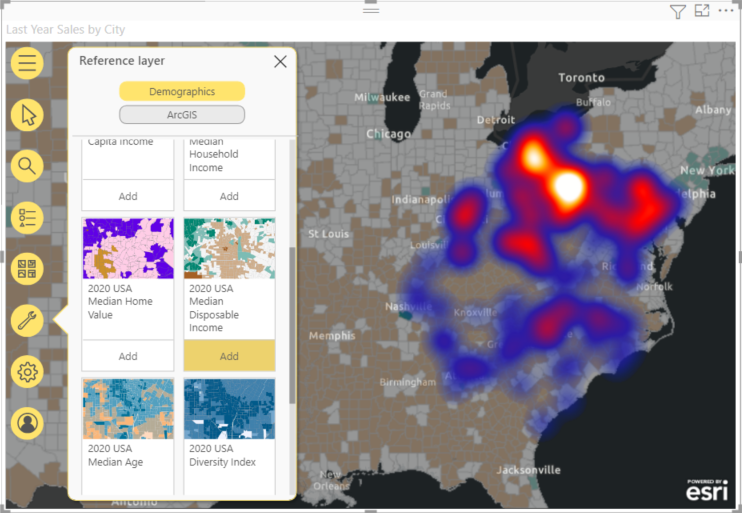 Last Year Sales by City
Reference layer
Demographics
ArcGIS
Capita Income
Median
Household
Income
Add
Add
2020 USA
Median Home
Value
2020 USA
Median
Disposable
Income
Add
Add
2020 USA
Median Age
2020 USA
Diversity Index
Toronto
Milwaukee
Grand
Rapids
Buffalo
Albany
Detroit
Chicago
New York
Indianapolis
St Louis
Louisvill
Norfolk
Nashville
Knoxville
Memphis
Birmingham
Jacksonville
New
Orleans
POWERED BY
esri